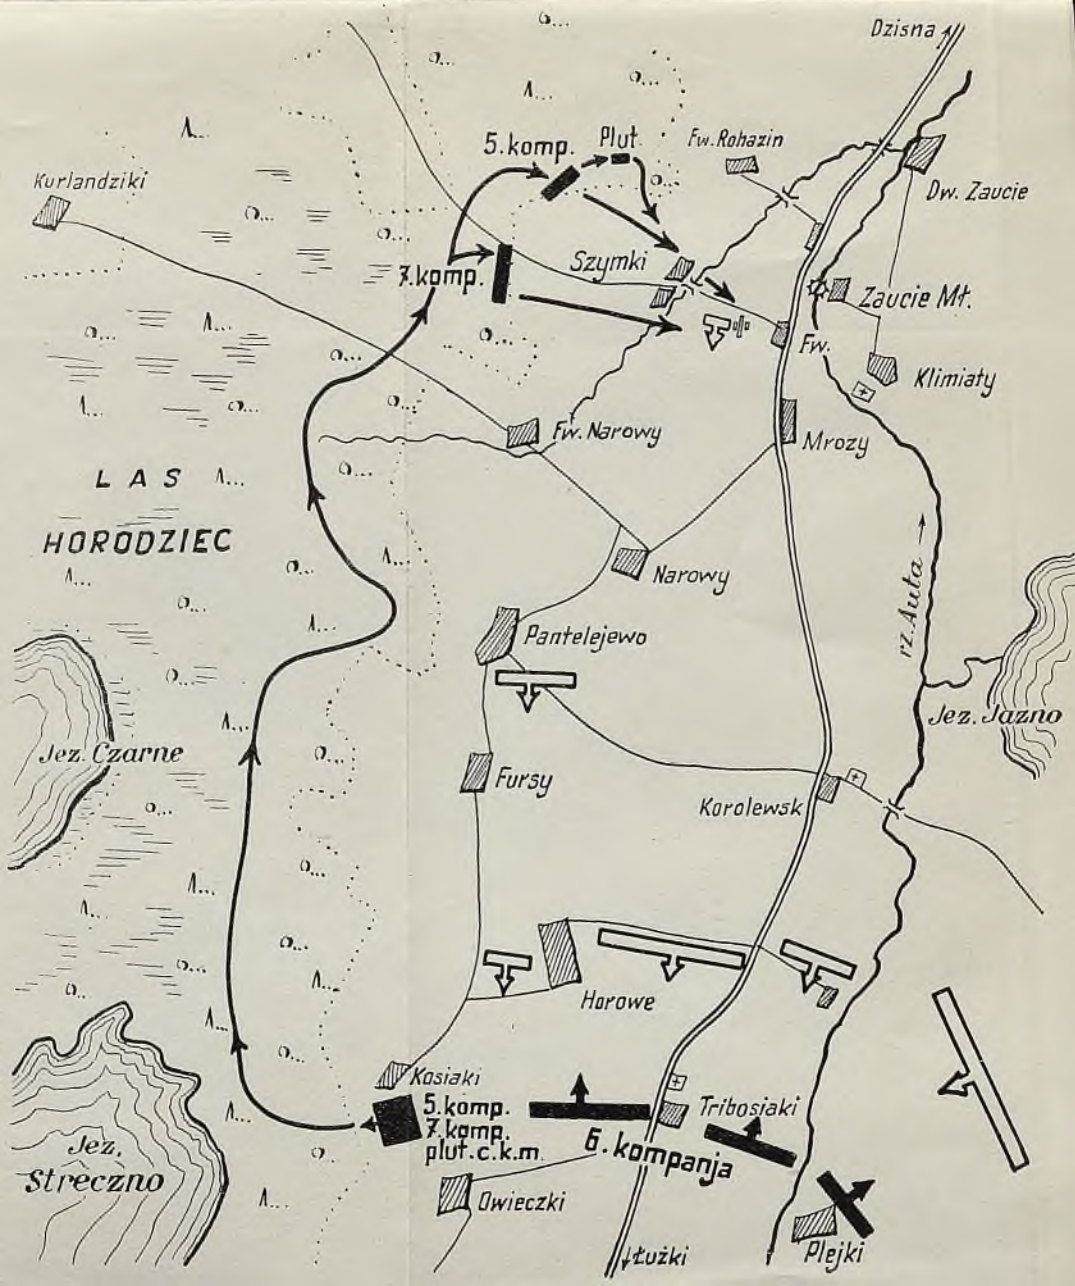 Dzisna
5. komp.
Plut.
Fw. Rohazin
Kurlandziki
Dw. Zaucie
7. komp.
Szymki
Zaucie Mł.
Fw.
Klimiaty
Fw. Narowy
Mrozy
LAS
HORODZIEC
Narowy
rz. Auta
Pantelejewo
Jez. Jazno
Jez. Czarne
Fursy
Korolewsk
Horowe
Kosiaki
5. komp.
7. komp.
plut. c.k.m.
Tribosiaki
6. kompanja
Jez.
Stręczno
Owieczki
Plejki
Łużki